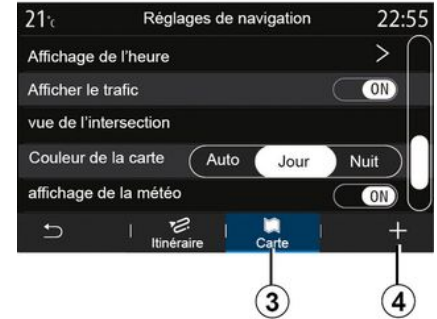 21°c Réglages de navigation 22:55
Affichage de l'heure >
Afficher le trafic ON
vue de l'intersection
Couleur de la carte Auto Jour Nuit
affichage de la météo ON
Itinéraire Carte +
3 4